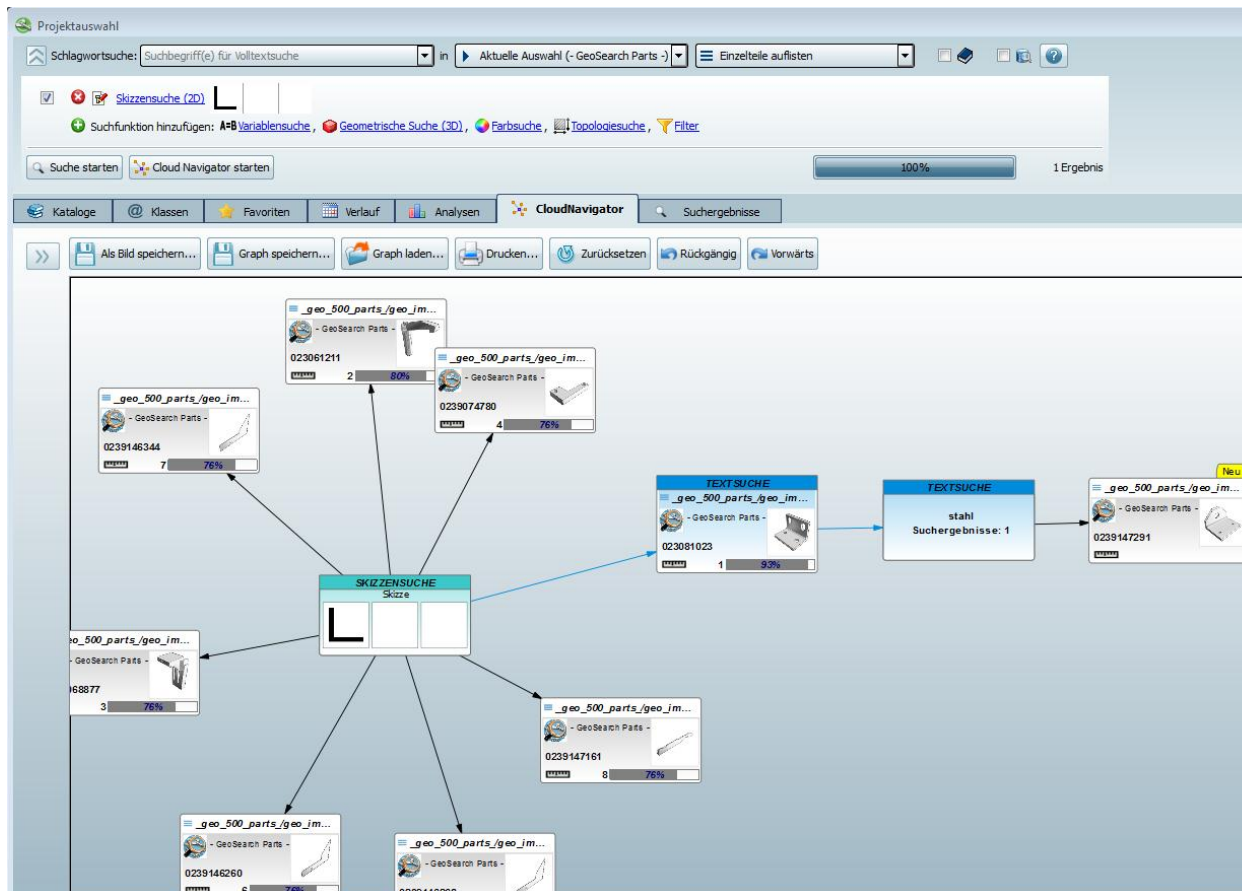 Projektauswahl
Schlagwortsuche: Suchbegriff(e) für Volltextsuche in Aktuelle Auswahl (- GeoSearch Parts -) Einzelteile auflisten
Skizzensuche (2D)
Suchfunktion hinzufügen: A=B Variablensuche, Geometrische Suche (3D), Farbsuche, Topologiesuche, Filter
Suche starten Cloud Navigator starten 100% 1 Ergebnis
Kataloge Klassen Favoriten Verlauf Analysen CloudNavigator Suchergebnisse
Als Bild speichern... Graph speichern... Graph laden... Drucken... Zurücksetzen Rückgängig Vorwärts
_geo_500_parts_/geo_im...
- GeoSearch Parts -
023061211
2 80%
_geo_500_parts_/geo_im...
- GeoSearch Parts -
0239074780
4 76%
_geo_500_parts_/geo_im...
- GeoSearch Parts -
0239146344
7 76%
TEXTSUCHE
_geo_500_parts_/geo_im...
- GeoSearch Parts -
023081023
1 93%
TEXTSUCHE
stahl
Suchergebnisse: 1
Neu
_geo_500_parts_/geo_im...
- GeoSearch Parts -
0239147291
SKIZZENSUCHE
Skizze
eo_500_parts_/geo_im...
- GeoSearch Parts -
68877
3 76%
_geo_500_parts_/geo_im...
- GeoSearch Parts -
0239147161
8 76%
_geo_500_parts_/geo_im...
- GeoSearch Parts -
0239146260
6 76%
_geo_500_parts_/geo_im...
- GeoSearch Parts -